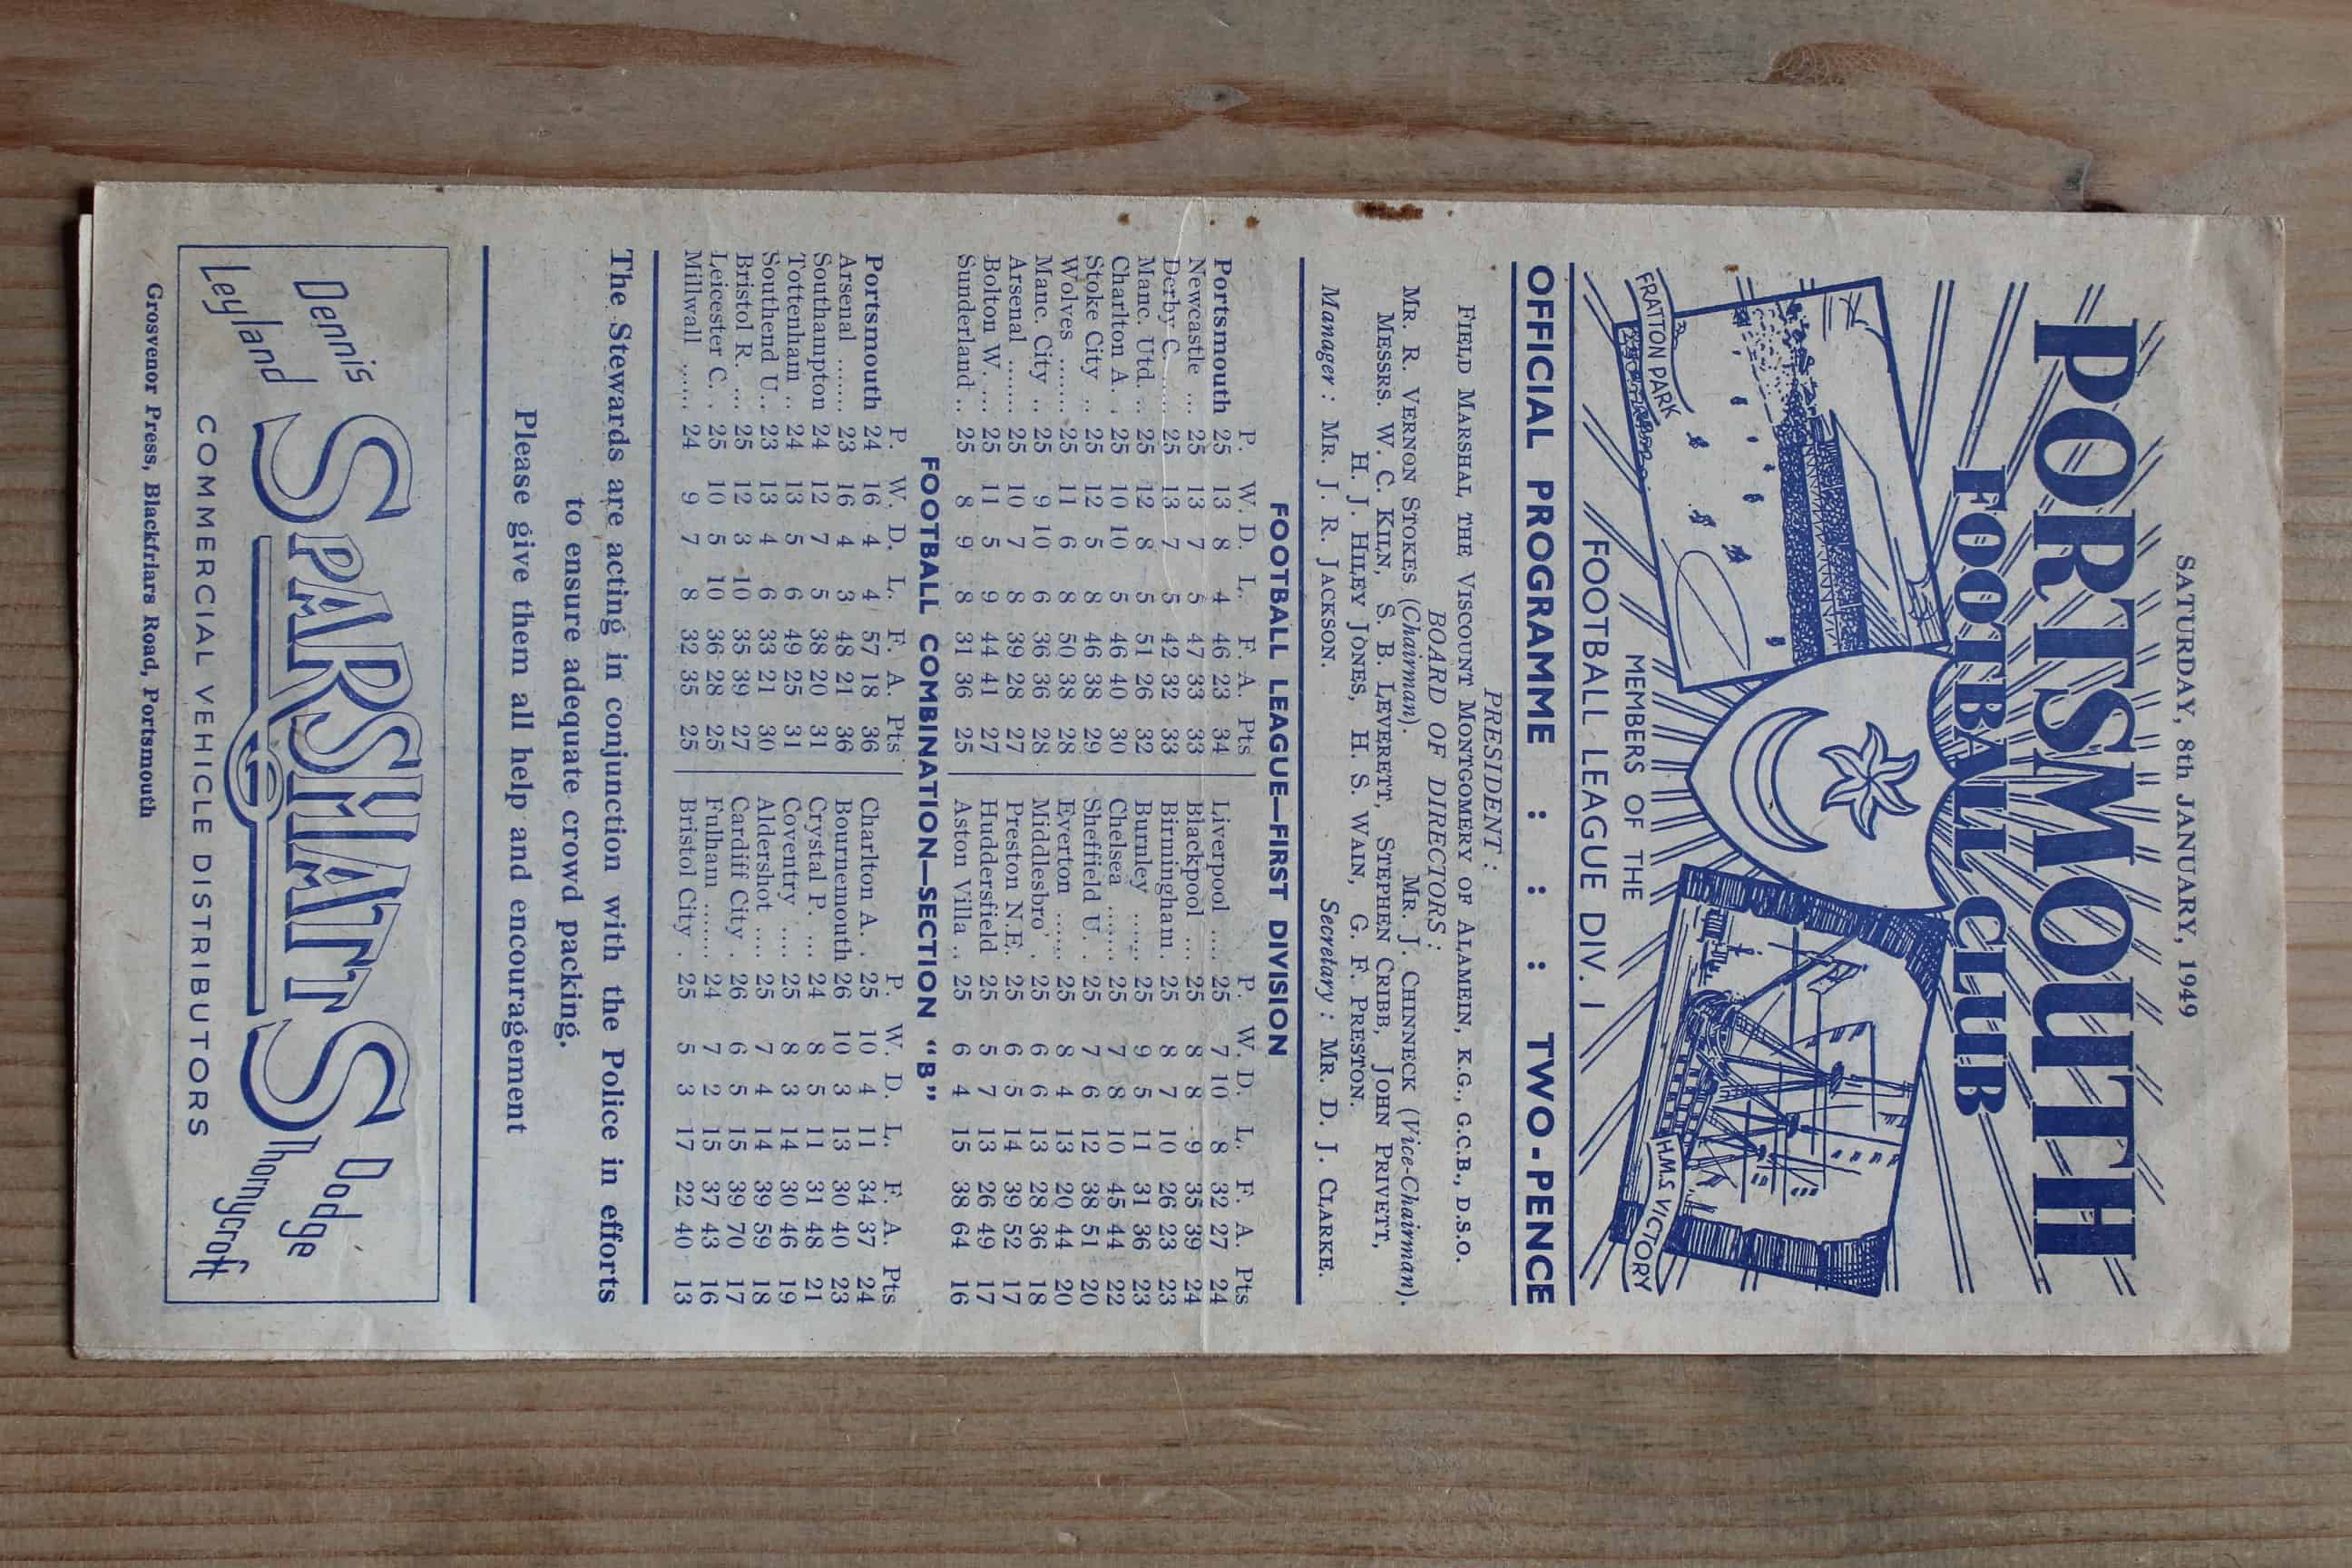 SATURDAY, 8th JANUARY, 1949
PORTSMOUTH
FOOTBALL CLUB
FRATTON PARK
H.M.S. VICTORY
MEMBERS OF THE
FOOTBALL LEAGUE DIV. I
OFFICIAL PROGRAMME : : : : TWO-PENCE
PRESIDENT :
FIELD MARSHAL THE VISCOUNT MONTGOMERY OF ALAMEIN, K.G., G.C.B., D.S.O.
BOARD OF DIRECTORS :
MR. R. VERNON STOKES (Chairman). MR. J. CHINNECK (Vice-Chairman).
MESSRS. W. C. KILN, S. B. LEVERETT, STEPHEN CRIBB, JOHN PRIVETT,
H. J. HILEY JONES, H. S. WAIN, G. F. PRESTON.
Manager : MR. J. R. JACKSON. Secretary : MR. D. J. CLARKE.
FOOTBALL LEAGUE—FIRST DIVISION
P. W. D. L. F. A. Pts P. W. D. L. F. A. Pts
Portsmouth 25 13 8 4 46 23 34 Liverpool .... 25 7 10 8 32 27 24
Newcastle ... 25 13 7 5 47 33 33 Blackpool ... 25 8 8 9 35 39 24
Derby C. .... 25 13 7 5 42 32 33 Birmingham . 25 8 7 10 26 23 23
Manc. Utd. .. 25 12 8 5 51 26 32 Burnley ...... 25 9 5 11 31 36 23
Charlton A. . 25 10 10 5 46 40 30 Chelsea ....... 25 7 8 10 45 44 22
Stoke City .. 25 12 5 8 46 38 29 Sheffield U. . 25 7 6 12 38 51 20
Wolves ....... 25 11 6 8 50 38 28 Everton ...... 25 8 4 13 20 44 20
Manc. City .. 25 9 10 6 36 36 28 Middlesbro' . 25 6 6 13 28 36 18
Arsenal ....... 25 10 7 8 39 28 27 Preston N.E. 25 6 5 14 39 52 17
Bolton W. .... 25 11 5 9 44 41 27 Huddersfield 25 5 7 13 26 49 17
Sunderland .. 25 8 9 8 31 36 25 Aston Villa .. 25 6 4 15 38 64 16
FOOTBALL COMBINATION—SECTION "B"
P. W. D. L. F. A. Pts P. W. D. L. F. A. Pts
Portsmouth 24 16 4 4 57 18 36 Charlton A. . 25 10 4 11 34 37 24
Arsenal ....... 23 16 4 3 48 21 36 Bournemouth 26 10 3 13 30 40 23
Southampton 24 12 7 5 38 20 31 Crystal P. ... 24 8 5 11 31 48 21
Tottenham .. 24 13 5 6 49 25 31 Coventry .... 25 8 3 14 30 46 19
Southend U.. 23 13 4 6 33 21 30 Aldershot .... 25 7 4 14 39 59 18
Bristol R. .... 25 12 3 10 35 39 27 Cardiff City . 26 6 5 15 39 70 17
Leicester C. . 25 10 5 10 36 28 25 Fulham ....... 24 7 2 15 37 43 16
Millwall ...... 24 9 7 8 32 35 25 Bristol City . 25 5 3 17 22 40 13
The Stewards are acting in conjunction with the Police in efforts
to ensure adequate crowd packing.
Please give them all help and encouragement
Dennis
Leyland
SPARSHATTS
Dodge
Thornycroft
COMMERCIAL VEHICLE DISTRIBUTORS
Grosvenor Press, Blackfriars Road, Portsmouth